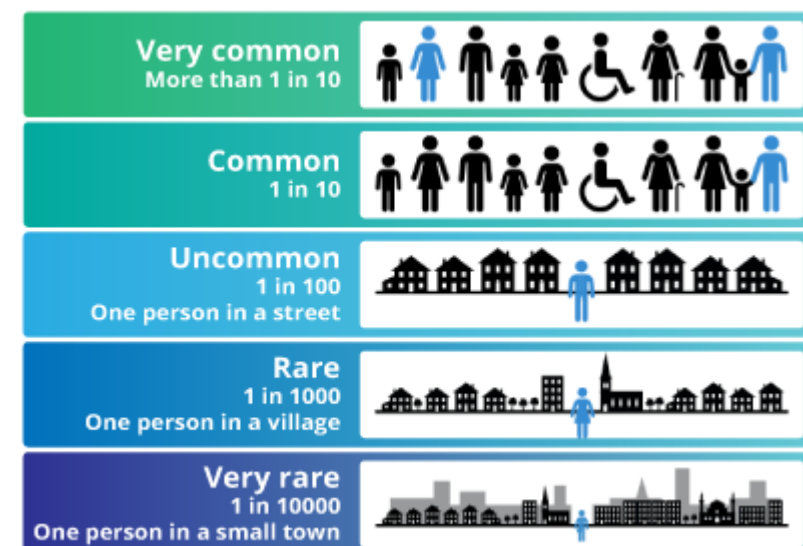 Very common
More than 1 in 10
Common
1 in 10
Uncommon
1 in 100
One person in a street
Rare
1 in 1000
One person in a village
Very rare
1 in 10000
One person in a small town